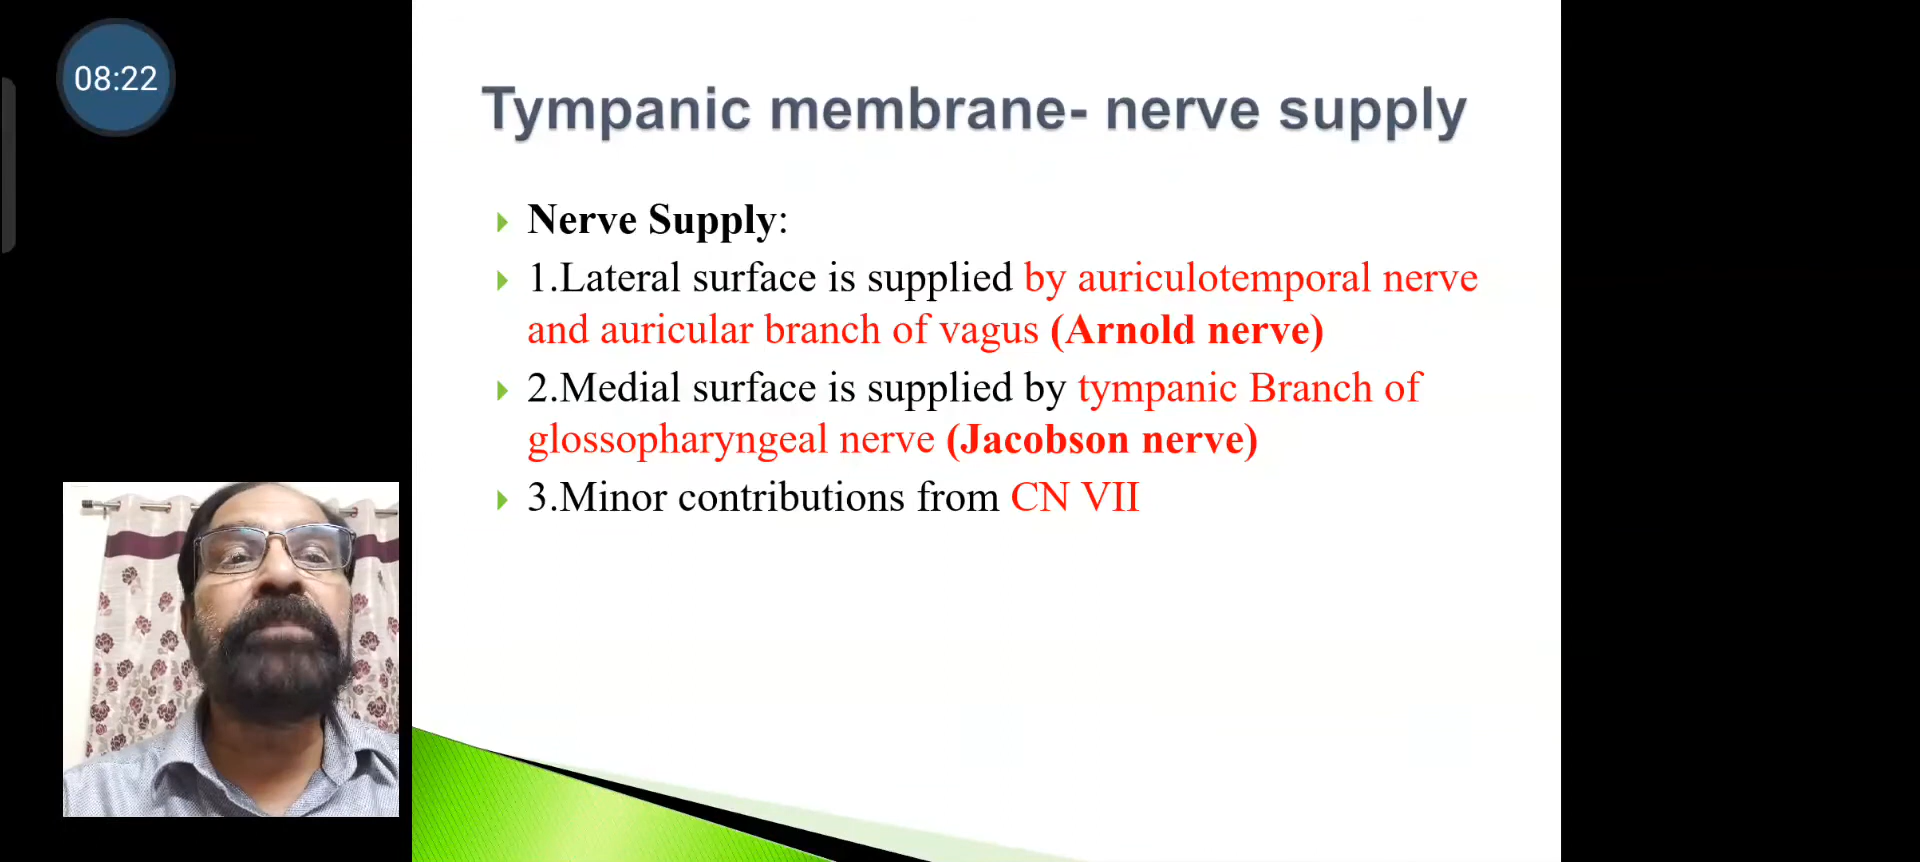 08:22
Tympanic membrane- nerve supply
Nerve Supply:
1.Lateral surface is supplied by auriculotemporal nerve
and auricular branch of vagus (Arnold nerve)
2.Medial surface is supplied by tympanic Branch of
glossopharyngeal nerve (Jacobson nerve)
3.Minor contributions from CN VII